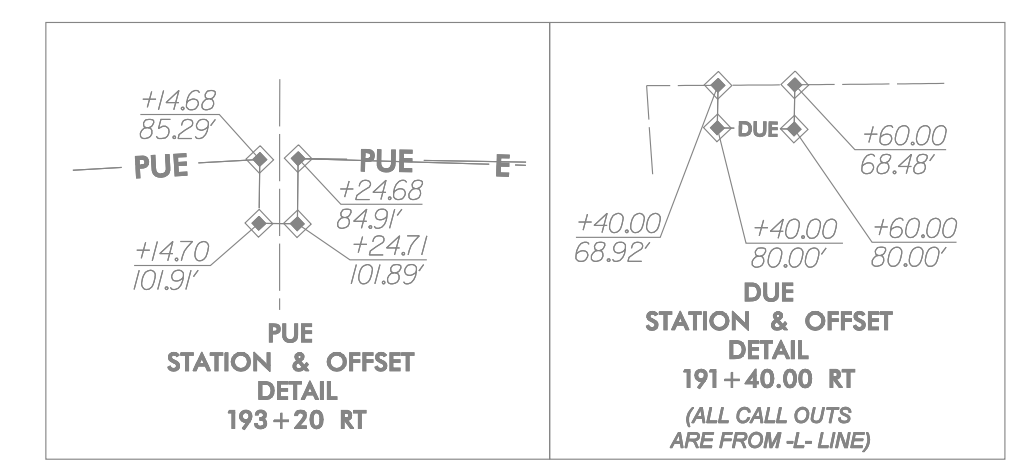 +14.68
85.29'
PUE
PUE
E
+24.68
84.91'
+14.70
101.91'
+24.71
101.89'
PUE
STATION & OFFSET
DETAIL
193+20 RT
DUE
+60.00
68.48'
+40.00
68.92'
+40.00
80.00'
+60.00
80.00'
DUE
STATION & OFFSET
DETAIL
191+40.00 RT
(ALL CALL OUTS
ARE FROM -L- LINE)